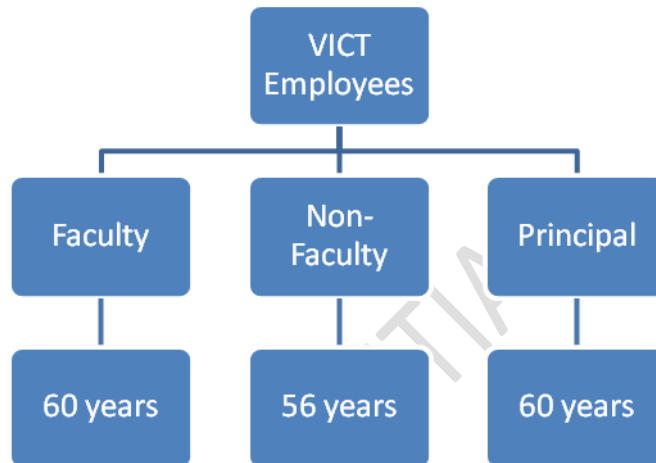 VICT
Employees
Faculty
Non-
Faculty
Principal
60 years
56 years
60 years